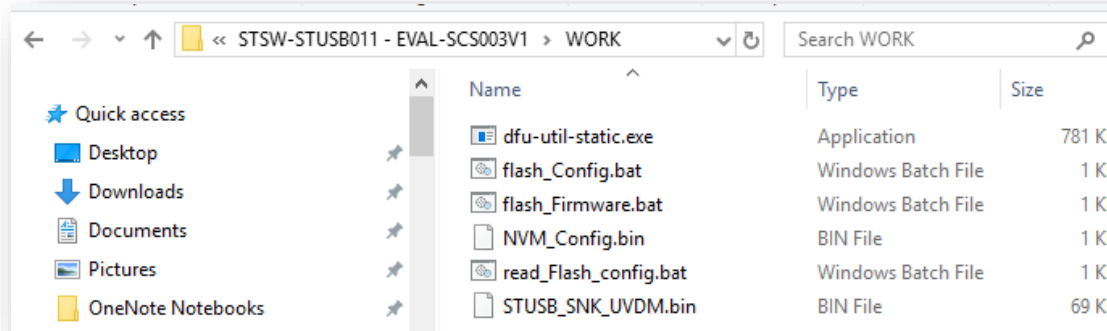 « STSW-STUSB011 - EVAL-SCS003V1 > WORK
Search WORK
Quick access
Desktop
Downloads
Documents
Pictures
OneNote Notebooks
Name Type Size
dfu-util-static.exe Application 781 K
flash_Config.bat Windows Batch File 1 K
flash_Firmware.bat Windows Batch File 1 K
NVM_Config.bin BIN File 1 K
read_Flash_config.bat Windows Batch File 1 K
STUSB_SNK_UVDM.bin BIN File 69 K